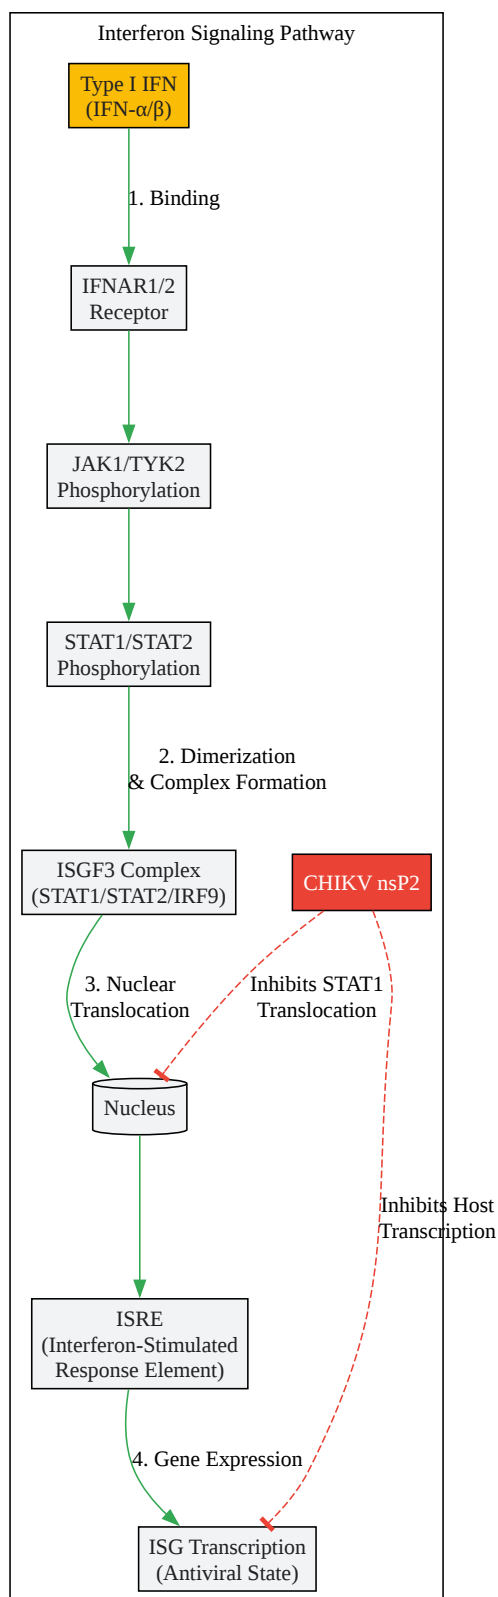 Interferon Signaling Pathway
Type I IFN
(IFN-α/β)
1. Binding
IFNAR1/2
Receptor
JAK1/TYK2
Phosphorylation
STAT1/STAT2
Phosphorylation
2. Dimerization
& Complex Formation
ISGF3 Complex
(STAT1/STAT2/IRF9)
CHIKV nsP2
3. Nuclear
Translocation
Inhibits STAT1
Translocation
Nucleus
Inhibits Host
Transcription
ISRE
(Interferon-Stimulated
Response Element)
4. Gene Expression
ISG Transcription
(Antiviral State)